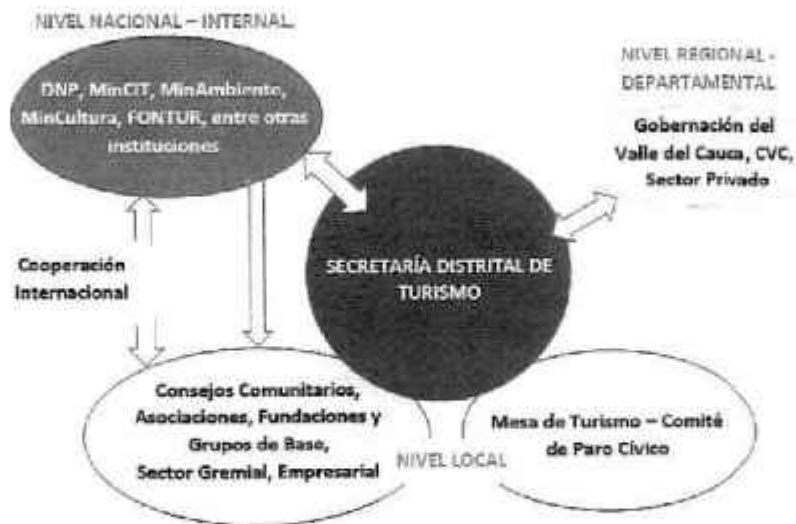 NIVEL NACIONAL – INTERNAL.
DNP, MinCIT, MinAmbiente,
MinCultura, FONTUR, entre otras
instituciones
NIVEL REGIONAL -
DEPARTAMENTAL
Gobernación del
Valle del Cauca, CVC,
Sector Privado
SECRETARÍA DISTRITAL DE
TURISMO
Cooperación
Internacional
Consejos Comunitarios,
Asociaciones, Fundaciones y
Grupos de Base,
Sector Gremial, Empresarial
NIVEL LOCAL
Mesa de Turismo – Comité
de Paro Cívico